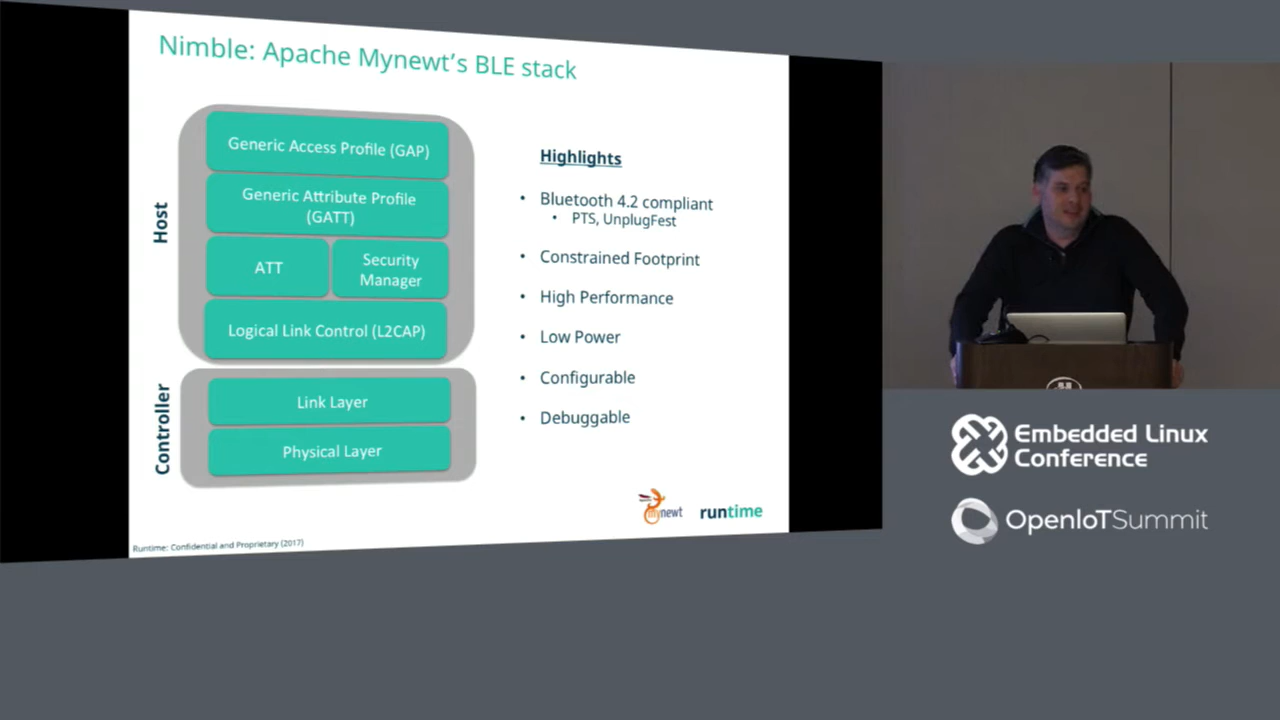 Nimble: Apache Mynewt's BLE stack
Host
Generic Access Profile (GAP)
Generic Attribute Profile
(GATT)
ATT
Security
Manager
Logical Link Control (L2CAP)
Controller
Link Layer
Physical Layer
Highlights
• Bluetooth 4.2 compliant
• PTS, UnplugFest
• Constrained Footprint
• High Performance
• Low Power
• Configurable
• Debuggable
mynewt
runtime
Runtime: Confidential and Proprietary (2017)
Embedded Linux
Conference
OpenIoTSummit